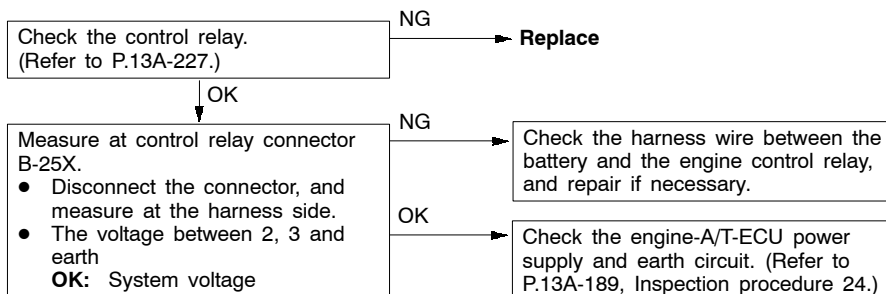 Check the control relay.
(Refer to P.13A-227.)
NG
Replace
OK
Measure at control relay connector
B-25X.
● Disconnect the connector, and
measure at the harness side.
● The voltage between 2, 3 and
earth
OK: System voltage
NG
Check the harness wire between the
battery and the engine control relay,
and repair if necessary.
OK
Check the engine-A/T-ECU power
supply and earth circuit. (Refer to
P.13A-189, Inspection procedure 24.)